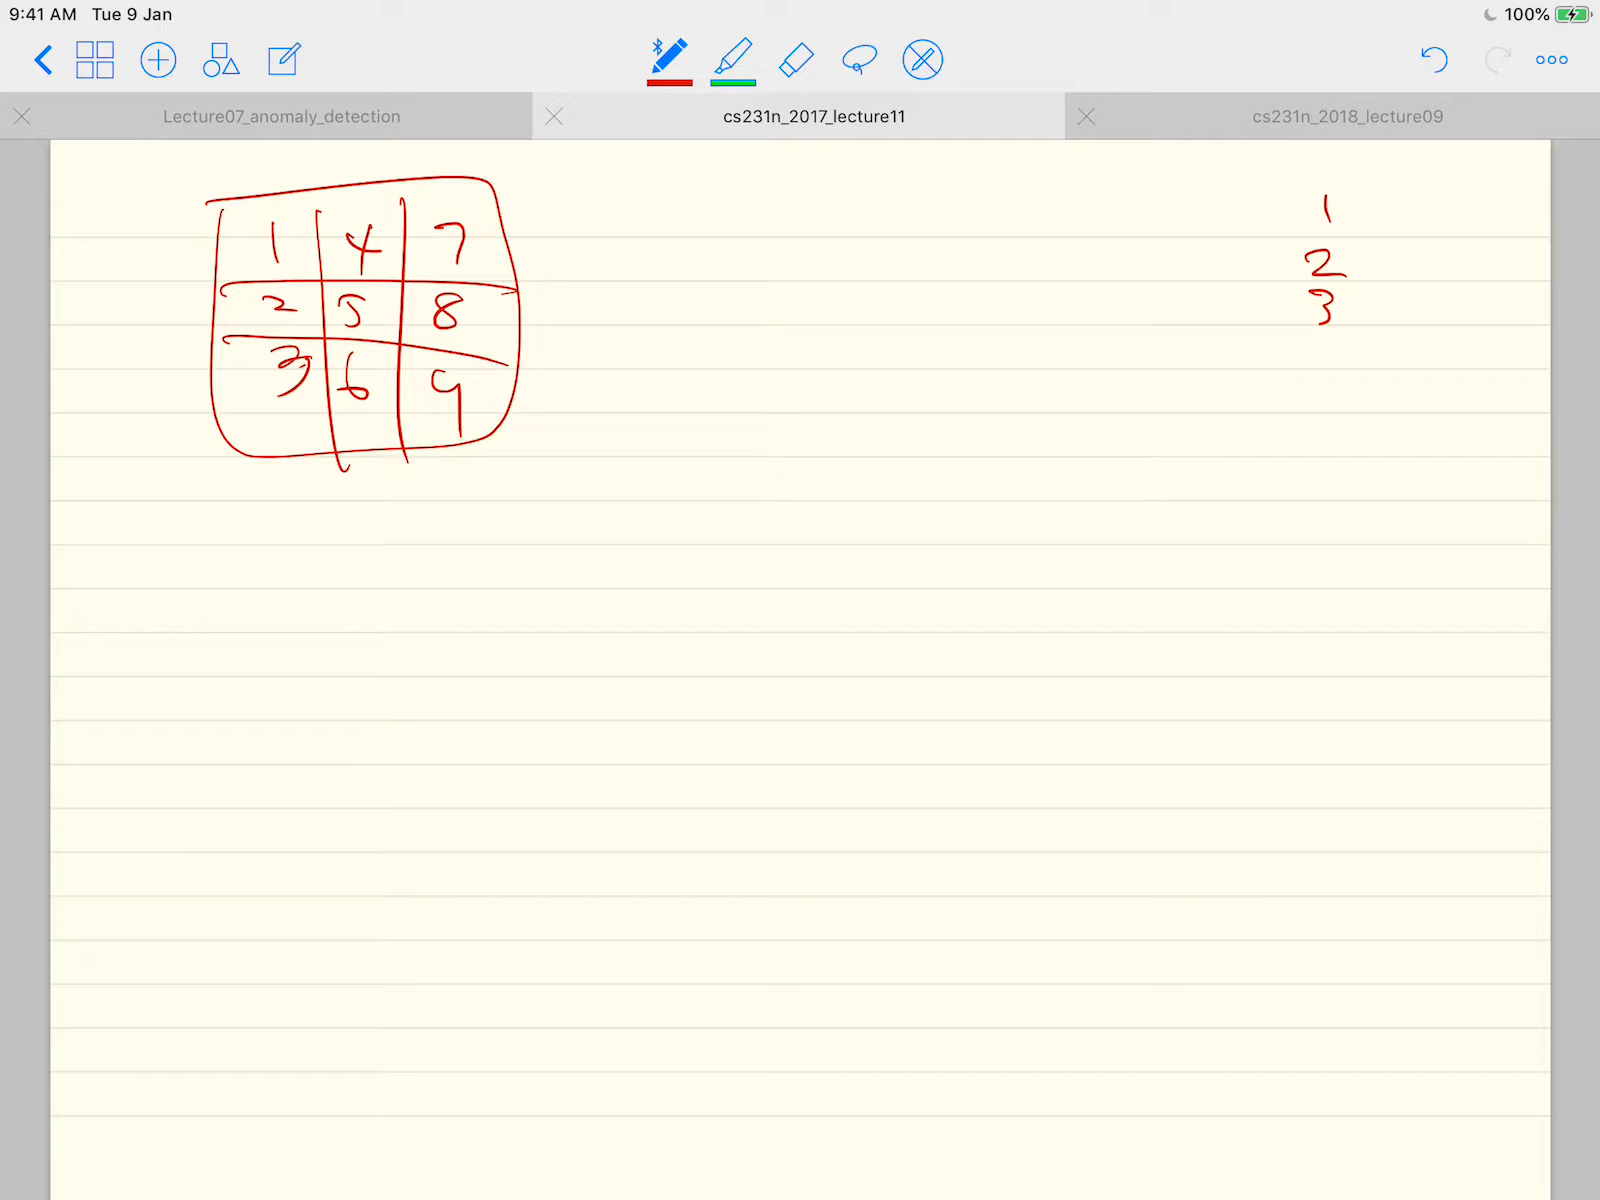 9:41 AM Tue 9 Jan 100%
Lecture07_anomaly_detection cs231n_2017_lecture11 cs231n_2018_lecture09
1 4 7
2 5 8
3 6 9
1
2
3